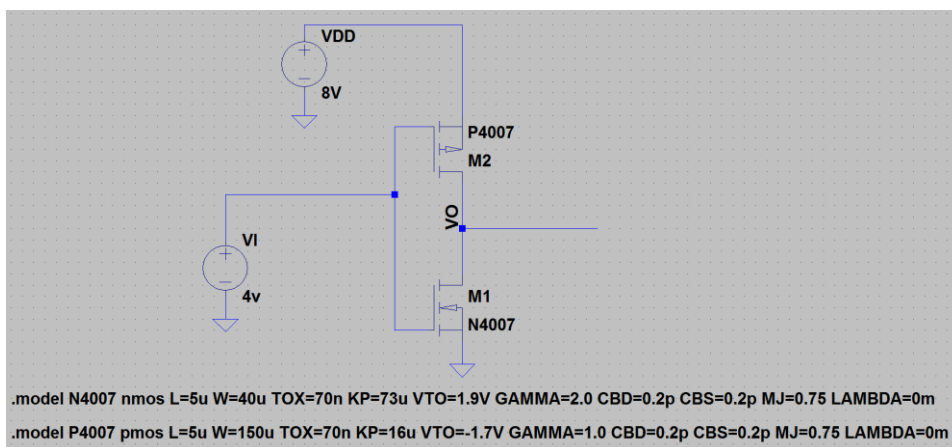 VDD
8V
P4007
M2
VO
VI
4v
M1
N4007
.model N4007 nmos L=5u W=40u TOX=70n KP=73u VTO=1.9V GAMMA=2.0 CBD=0.2p CBS=0.2p MJ=0.75 LAMBDA=0m
.model P4007 pmos L=5u W=150u TOX=70n KP=16u VTO=-1.7V GAMMA=1.0 CBD=0.2p CBS=0.2p MJ=0.75 LAMBDA=0m